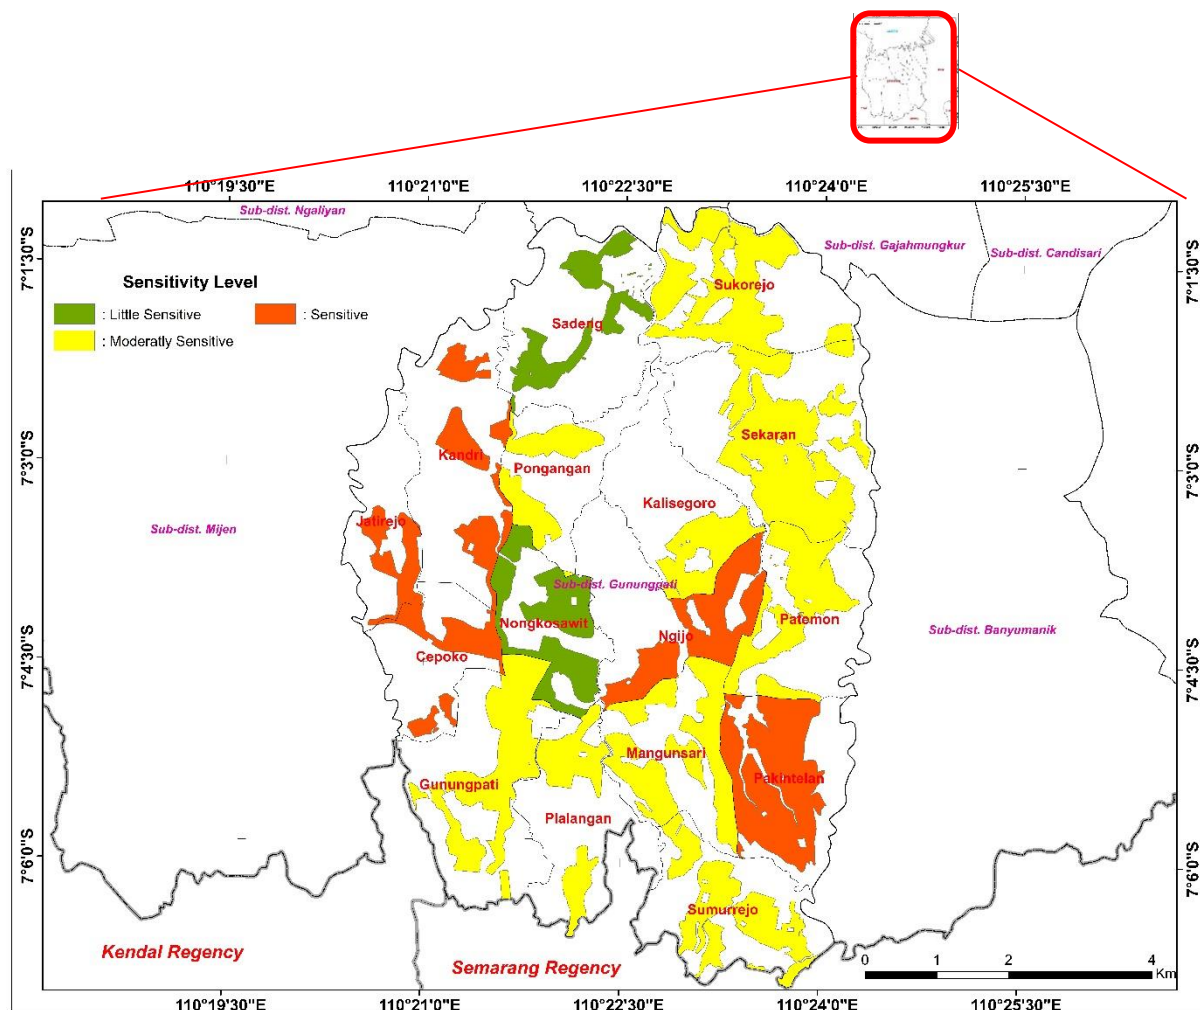 110°19'30"E 110°21'0"E 110°22'30"E 110°24'0"E 110°25'30"E
Sub-dist. Ngaliyan
7°1'30"S
Sub-dist. Gajahmungkur
Sub-dist. Candisari
7°1'30"S
Sensitivity Level
: Little Sensitive
: Sensitive
: Moderatly Sensitive
Sukorejo
Sadeng
Sekaran
Kandri
Pongangan
7°3'0"S
7°3'0"S
Kalisegoro
Jatirejo
Sub-dist. Mijen
Sub-dist. Gunungpati
Nongkosawit
Patemon
Ngijo
Sub-dist. Banyumanik
Cepoko
7°4'30"S
7°4'30"S
Mangunsari
Gunungpati
Pakintelan
Plalangan
7°6'0"S
7°6'0"S
Sumurrejo
Kendal Regency
Semarang Regency
0 1 2 4
Km
110°19'30"E 110°21'0"E 110°22'30"E 110°24'0"E 110°25'30"E